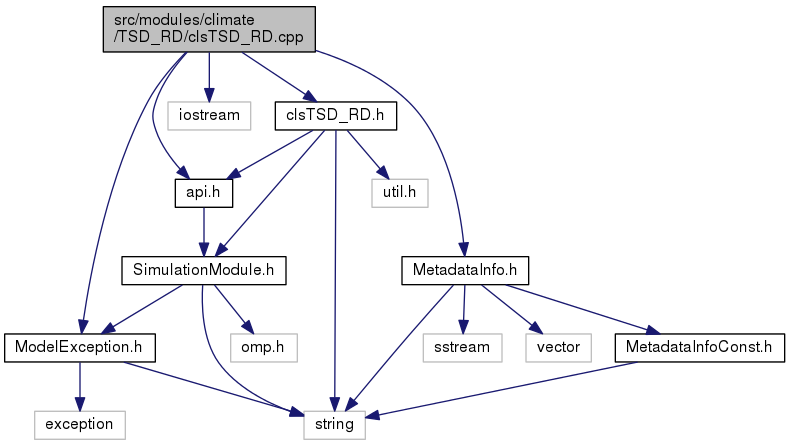 src/modules/climate
/TSD_RD/clsTSD_RD.cpp
iostream
clsTSD_RD.h
api.h
util.h
SimulationModule.h
MetadataInfo.h
ModelException.h
omp.h
sstream
vector
MetadataInfoConst.h
exception
string